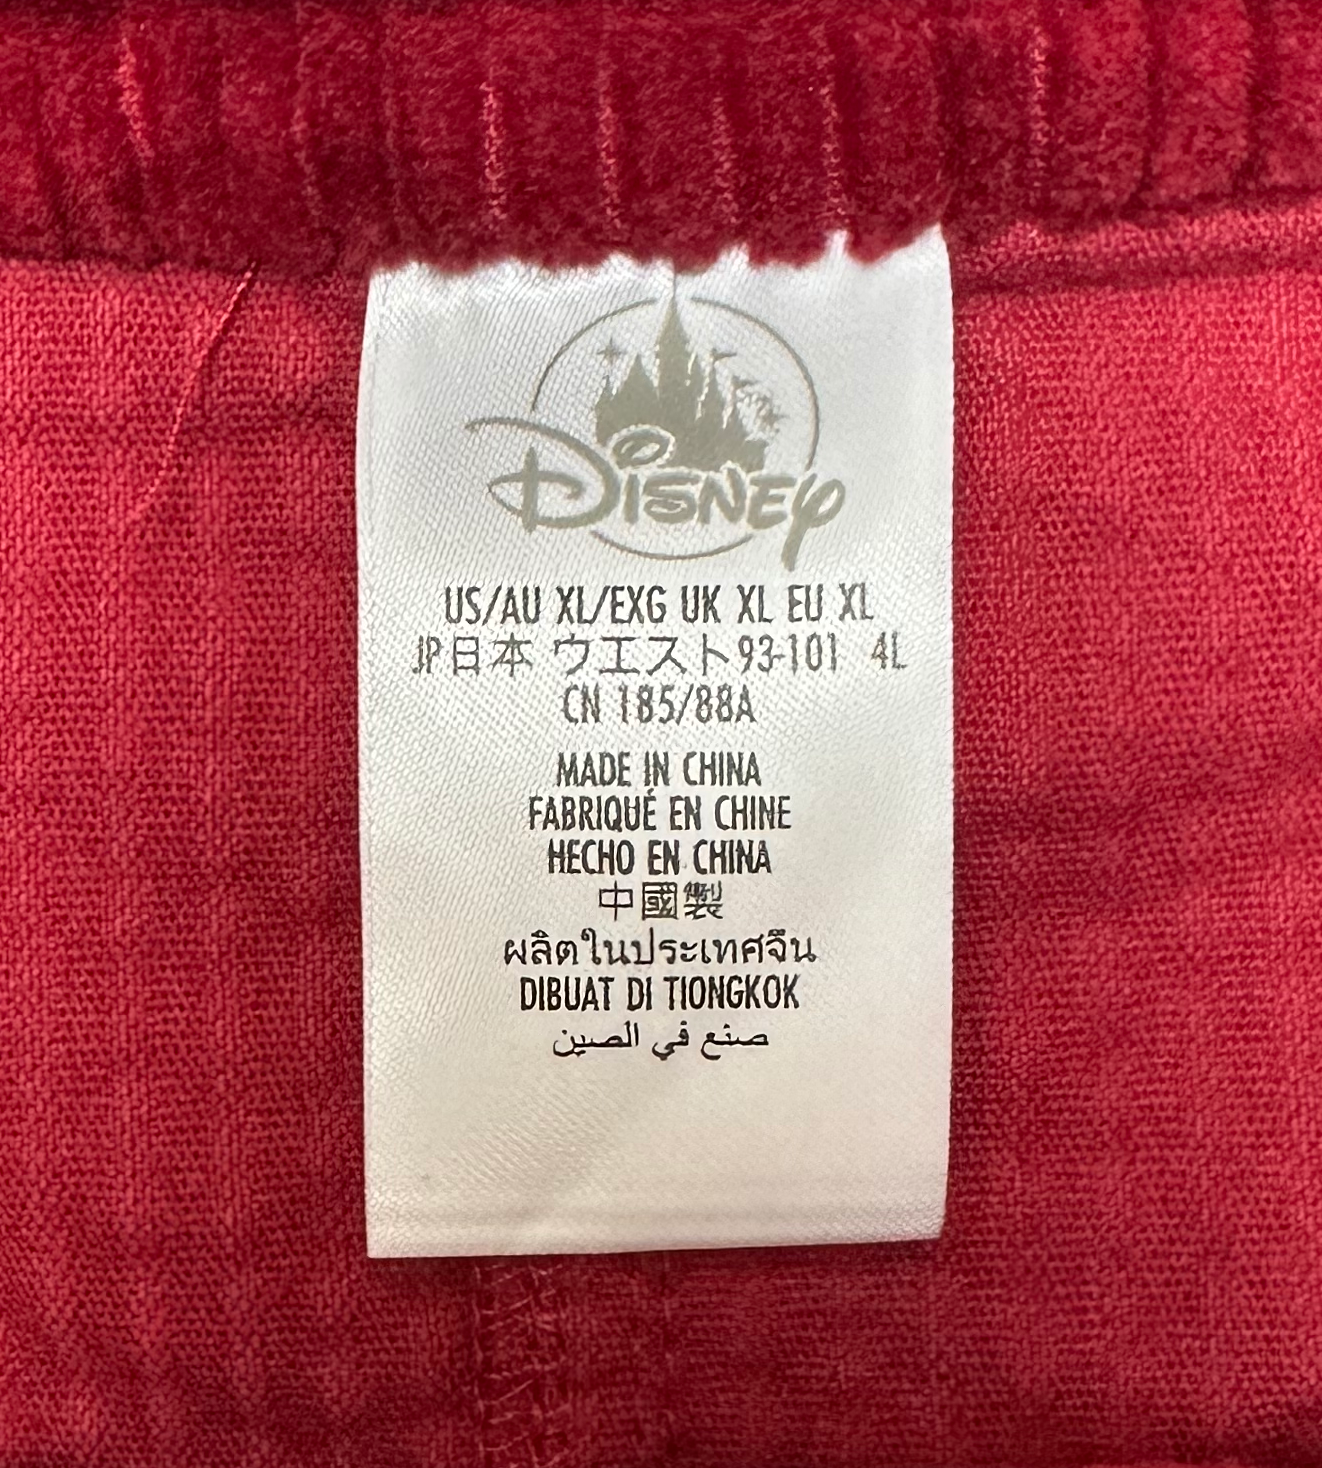 Disney
US/AU XL/EXG UK XL EU XL
JP日本 ウエスト93-101 4L
CN 185/88A
MADE IN CHINA
FABRIQUÉ EN CHINE
HECHO EN CHINA
中國製
ผลิตในประเทศจีน
DIBUAT DI TIONGKOK
صنع في الصين